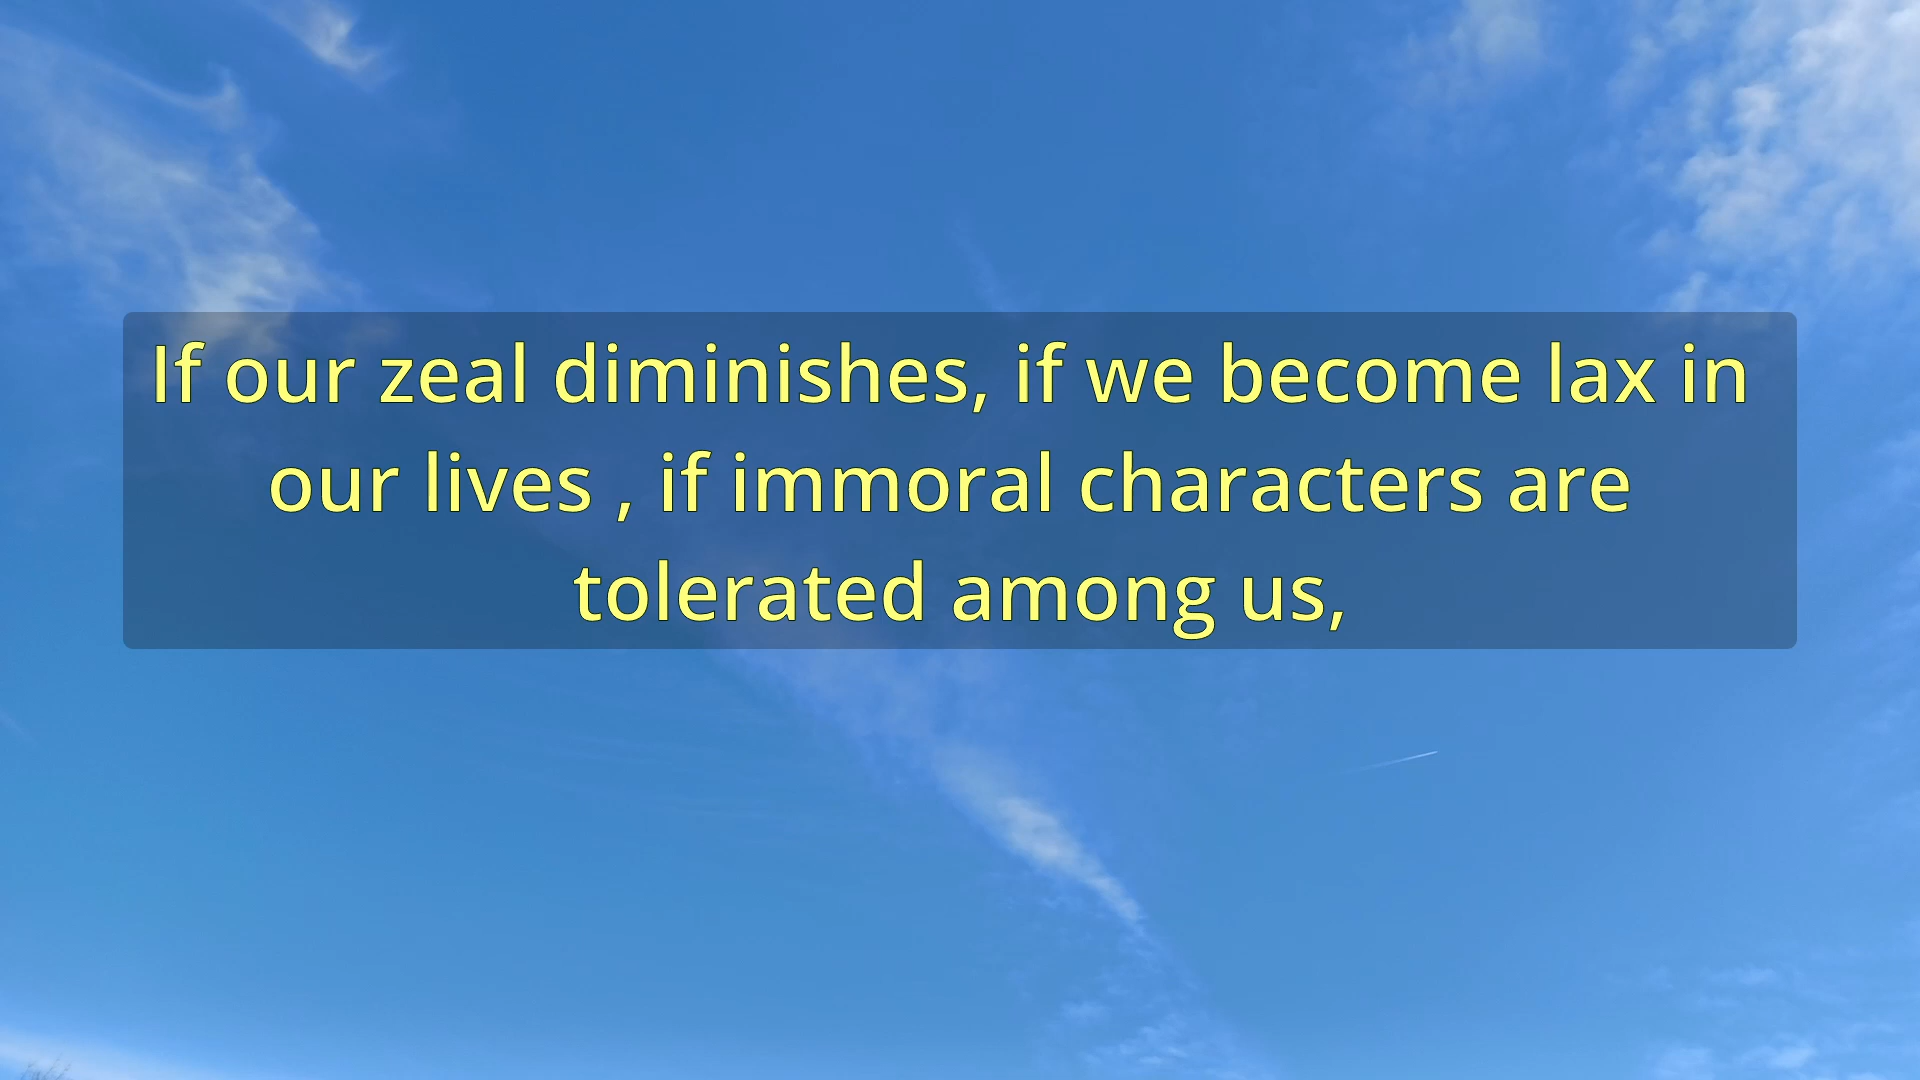 If our zeal diminishes, if we become lax in
our lives , if immoral characters are
tolerated among us,